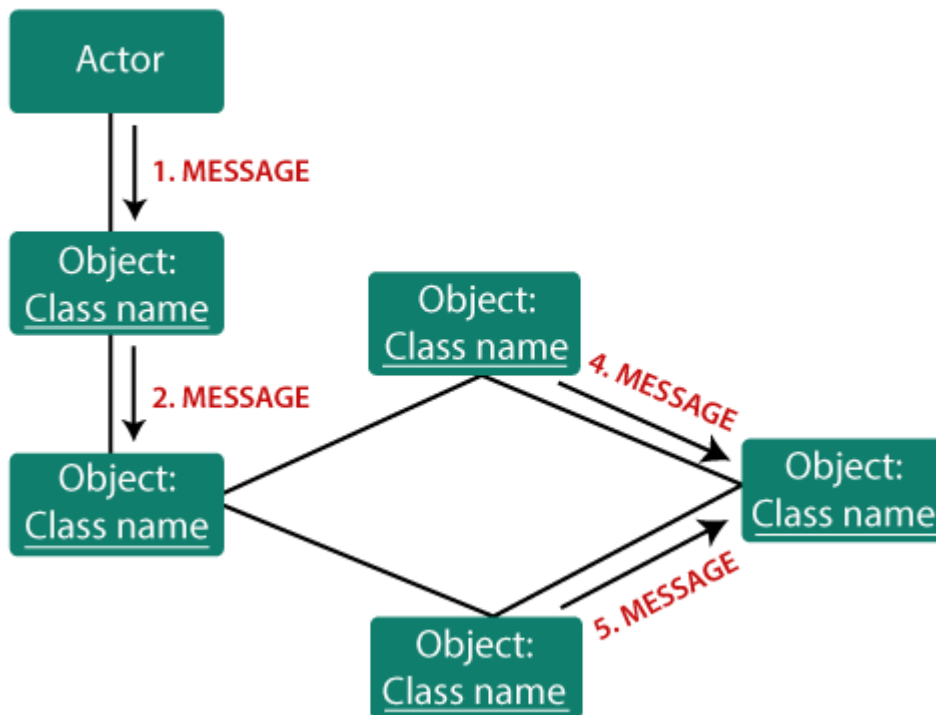 Actor
1. MESSAGE
Object:
Class name
2. MESSAGE
Object:
Class name
Object:
Class name
4. MESSAGE
Object:
Class name
5. MESSAGE
Object:
Class name